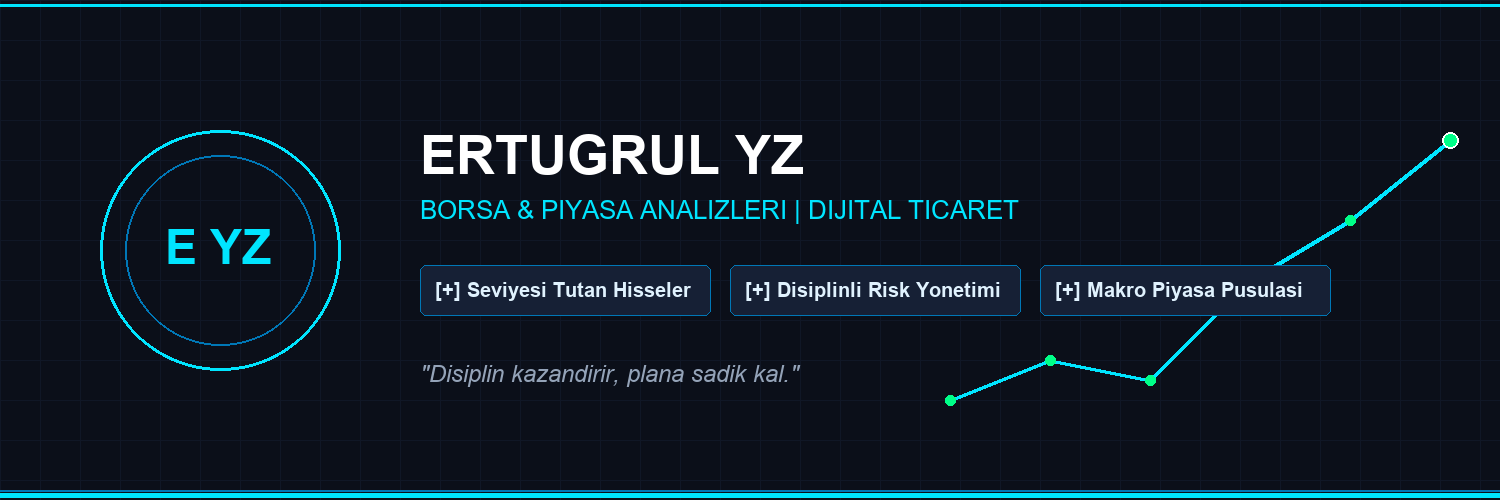 E YZ
ERTUGRUL YZ
BORSA & PIYASA ANALIZLERI | DIJITAL TICARET
[+] Seviyesi Tutan Hisseler
[+] Disiplinli Risk Yonetimi
[+] Makro Piyasa Pusulasi
"Disiplin kazandirir, plana sadik kal."